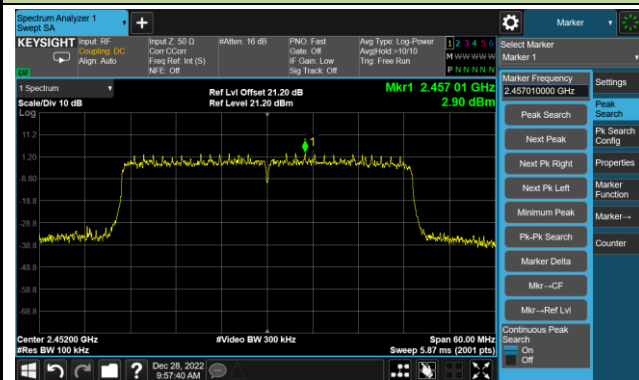 Spectrum Analyzer 1
Swept SA
Marker
KEYSIGHT
Input: RF
Coupling: DC
Align: Auto
Input Z: 50 Ω
Corr CCorr
Freq Ref: Int (S)
NFE: Off
#Atten: 16 dB
PNO: Fast
Gate: Off
IF Gain: Low
Sig Track: Off
Avg Type: Log-Power
Avg|Hold:>10/10
Trig: Free Run
1 2 3 4 5 6
M W W W W W
P N N N N N
Select Marker
Marker 1
LXI
1 Spectrum
Scale/Div 10 dB
Log
Ref Lvl Offset 21.20 dB
Ref Level 21.20 dBm
Mkr1 2.457 01 GHz
2.90 dBm
1
11.2
1.20
-8.80
-18.8
-28.8
-38.8
-48.8
-58.8
-68.8
Center 2.45200 GHz
#Res BW 100 kHz
#Video BW 300 kHz
Span 60.00 MHz
Sweep 5.87 ms (2001 pts)
Marker Frequency
2.457010000 GHz
Peak Search
Next Peak
Next Pk Right
Next Pk Left
Minimum Peak
Pk-Pk Search
Marker Delta
Mkr→CF
Mkr→Ref Lvl
Continuous Peak
Search
On
Off
Settings
Peak
Search
Pk Search
Config
Properties
Marker
Function
Marker→
Counter
Dec 28, 2022
9:57:40 AM